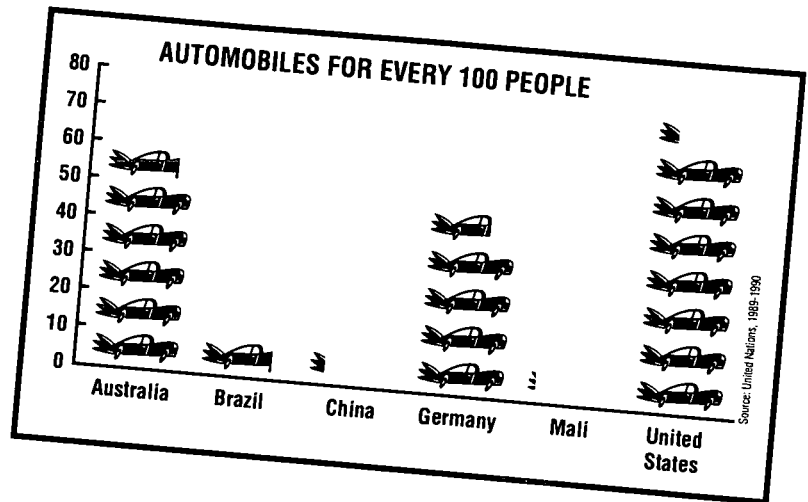 AUTOMOBILES FOR EVERY 100 PEOPLE
80
70
60
50
40
30
20
10
0
Australia
Brazil
China
Germany
Mali
United
States
Source: United Nations, 1989-1990